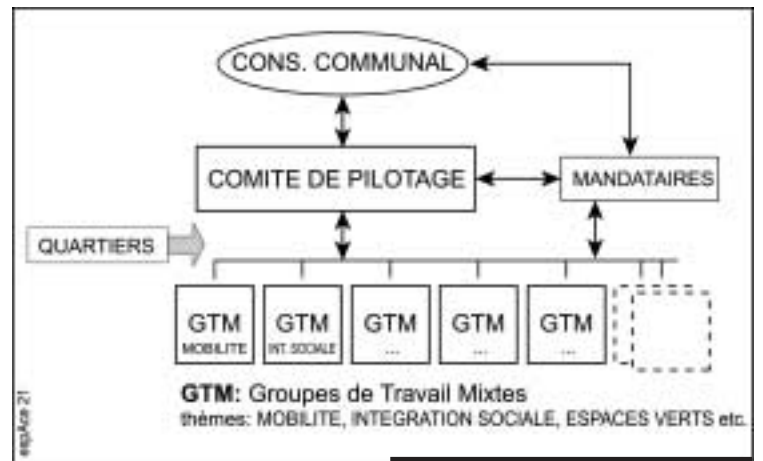 CONS. COMMUNAL
COMITE DE PILOTAGE
MANDATAIRES
QUARTIERS
GTM
MOBILITE
GTM
INT. SOCIALE
GTM
...
GTM
...
GTM
...
GTM: Groupes de Travail Mixtes
thèmes: MOBILITE, INTEGRATION SOCIALE, ESPACES VERTS etc.
espAce 21